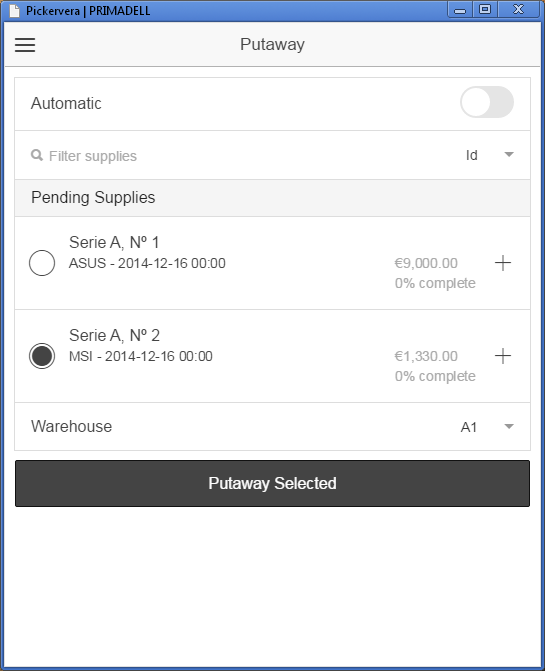 Pickervera | PRIMADELL
Putaway
Automatic
Filter supplies Id
Pending Supplies
Serie A, Nº 1
ASUS - 2014-12-16 00:00 €9,000.00
0% complete
Serie A, Nº 2
MSI - 2014-12-16 00:00 €1,330.00
0% complete
Warehouse A1
Putaway Selected